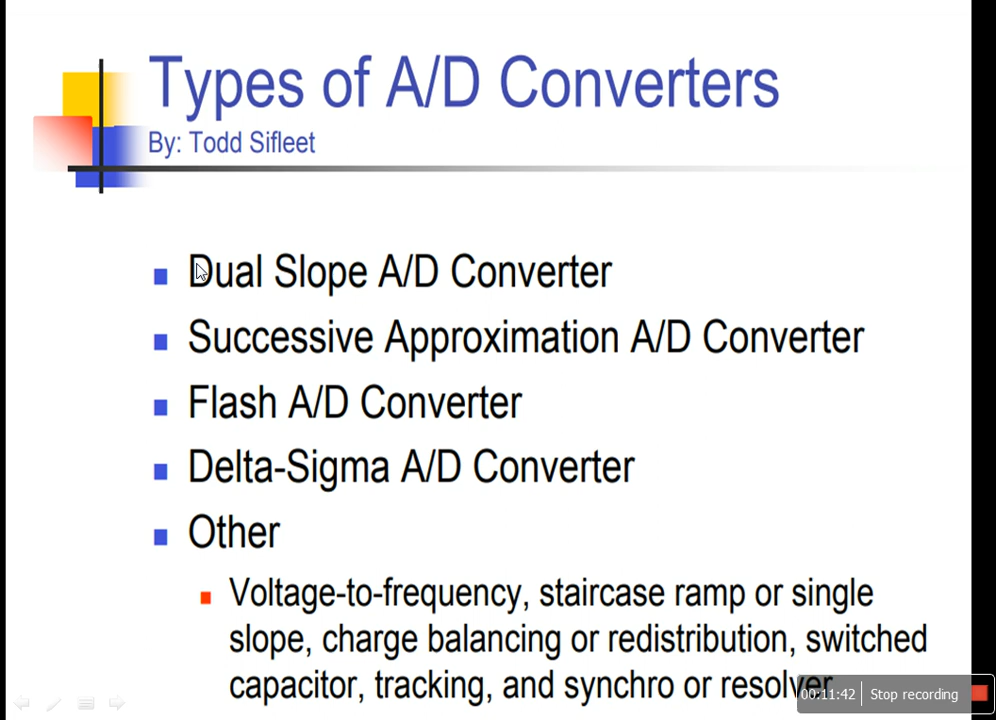 Types of A/D Converters
By: Todd Sifleet
Dual Slope A/D Converter
Successive Approximation A/D Converter
Flash A/D Converter
Delta-Sigma A/D Converter
Other
Voltage-to-frequency, staircase ramp or single
slope, charge balancing or redistribution, switched
capacitor, tracking, and synchro or resolver
00:11:42 Stop recording